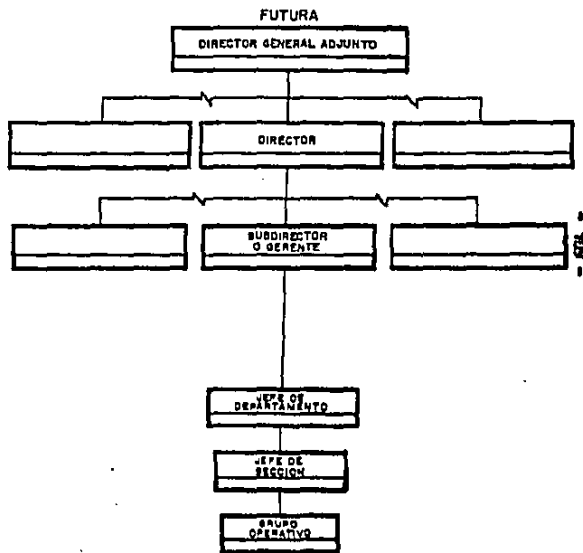 FUTURA
DIRECTOR GENERAL ADJUNTO
DIRECTOR
SUBDIRECTOR
O GERENTE
JEFE DE
DEPARTAMENTO
JEFE DE
SECCION
GRUPO
OPERATIVO